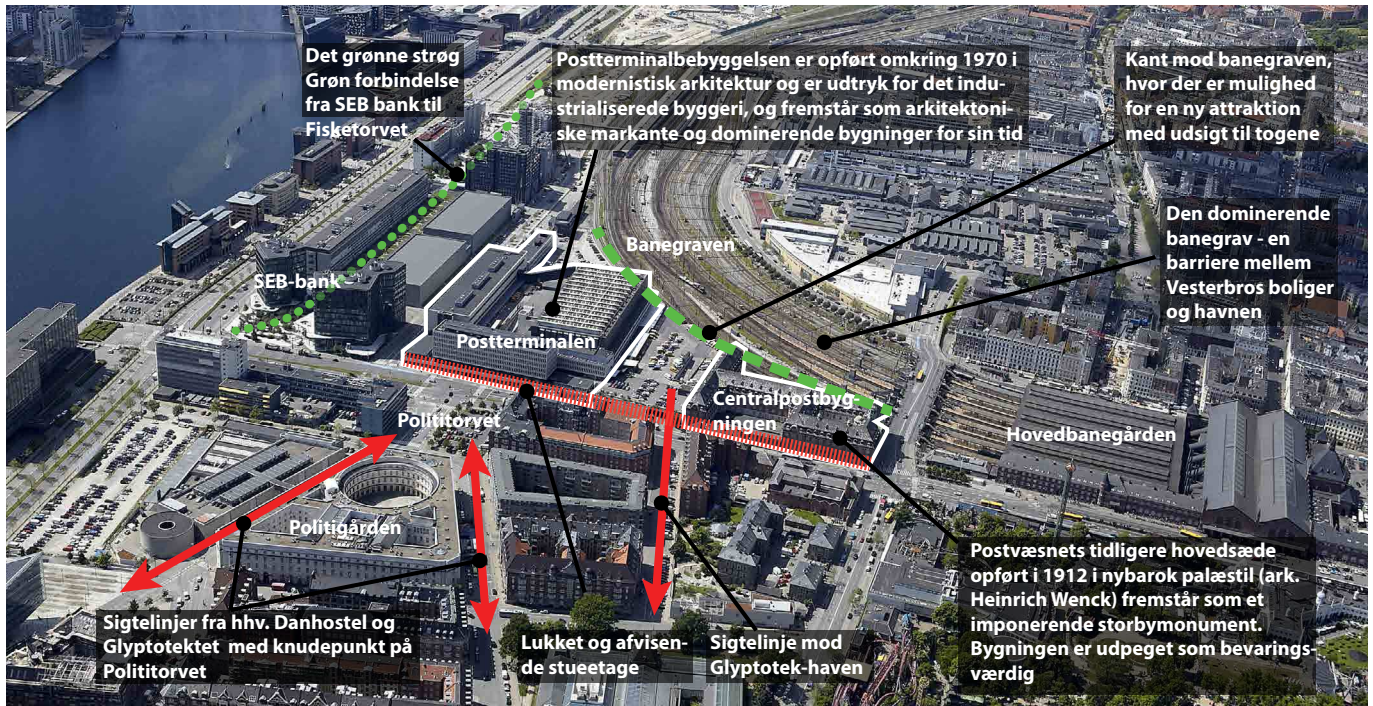 Det grønne strøg
Grøn forbindelse
fra SEB bank til
Fisketorvet
Postterminalbebyggelsen er opført omkring 1970 i
modernistisk arkitektur og er udtryk for det indu-
strialiserede byggeri, og fremstår som arkitektoni-
ske markante og dominerende bygninger for sin tid
Kant mod banegraven,
hvor der er mulighed
for en ny attraktion
med udsigt til togene
Den dominerende
banegrav - en
barriere mellem
Vesterbros boliger
og havnen
Banegraven
SEB-bank
Postterminalen
Centralpostbyg-
ningen
Hovedbanegården
Polititorvet
Politigården
Sigtelinjer fra hhv. Danhostel og
Glyptotektet med knudepunkt på
Polititorvet
Lukket og afvisen-
de stueetage
Sigtelinje mod
Glyptotek-haven
Postvæsnets tidligere hovedsæde
opført i 1912 i nybarok palæstil (ark.
Heinrich Wenck) fremstår som et
imponerende storbymonument.
Bygningen er udpeget som bevarings-
værdig